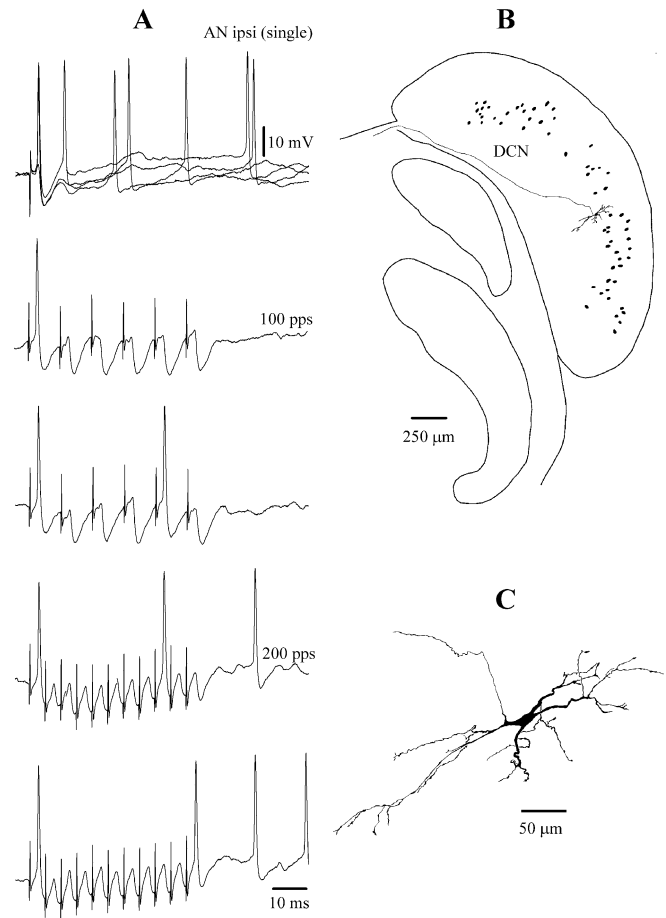 A
AN ipsi (single)
10 mV
100 pps
200 pps
10 ms
B
DCN
250 µm
C
50 µm